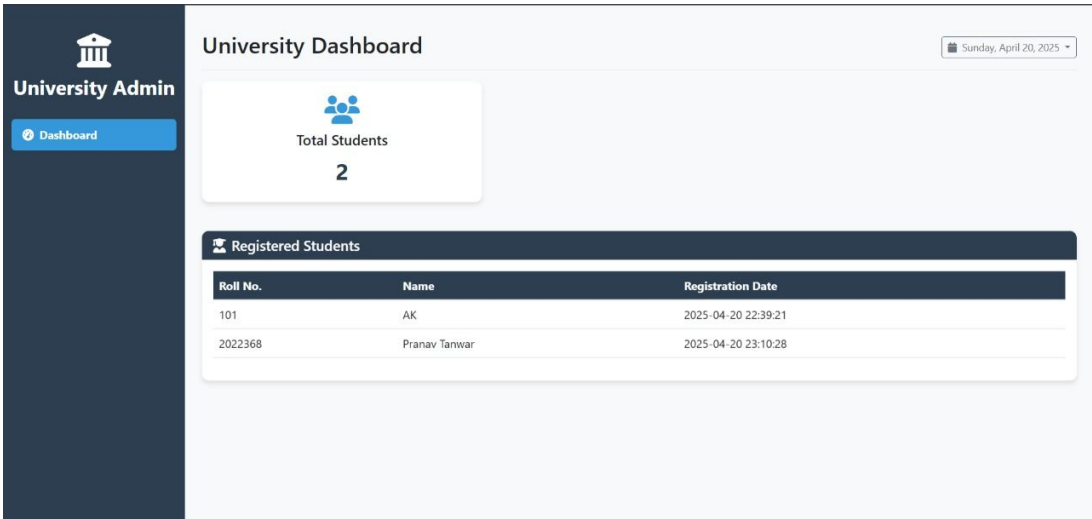 University Admin
Dashboard
University Dashboard
Sunday, April 20, 2025
Total Students
2
Registered Students
Roll No. Name Registration Date
101 AK 2025-04-20 22:39:21
2022368 Pranav Tanwar 2025-04-20 23:10:28